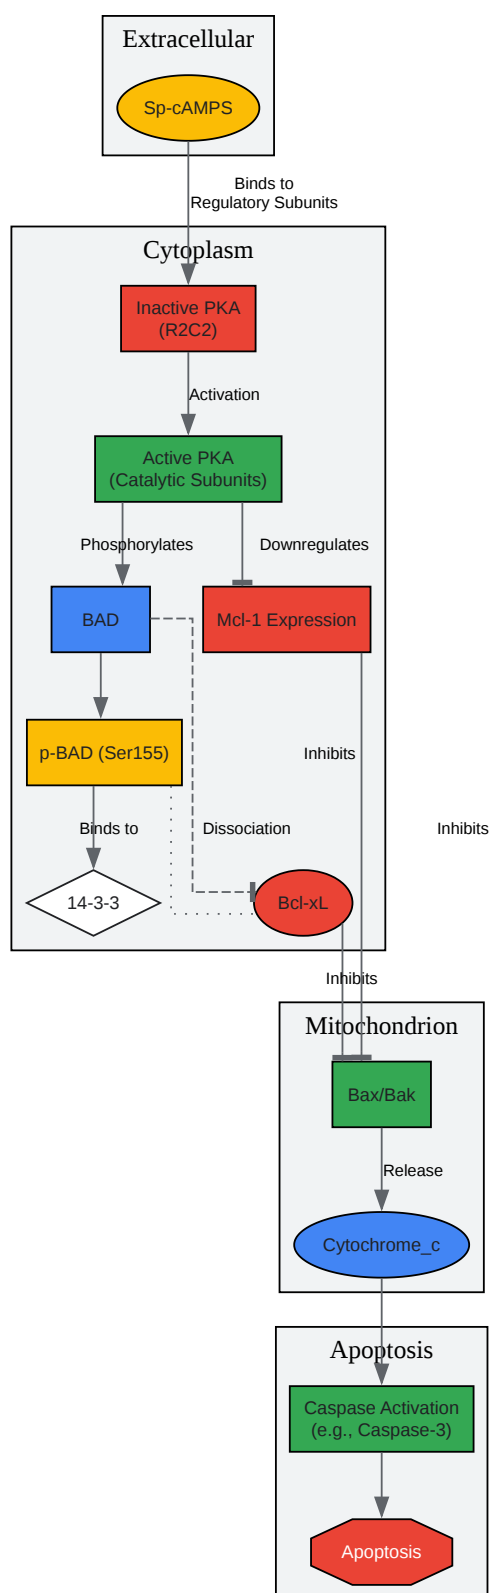 Extracellular
Sp-cAMPS
Binds to
Regulatory Subunits
Cytoplasm
Inactive PKA
(R2C2)
Activation
Active PKA
(Catalytic Subunits)
Phosphorylates
Downregulates
BAD
Mcl-1 Expression
p-BAD (Ser155)
Inhibits
Binds to
Dissociation
Inhibits
14-3-3
Bcl-xL
Inhibits
Mitochondrion
Bax/Bak
Release
Cytochrome_c
Apoptosis
Caspase Activation
(e.g., Caspase-3)
Apoptosis